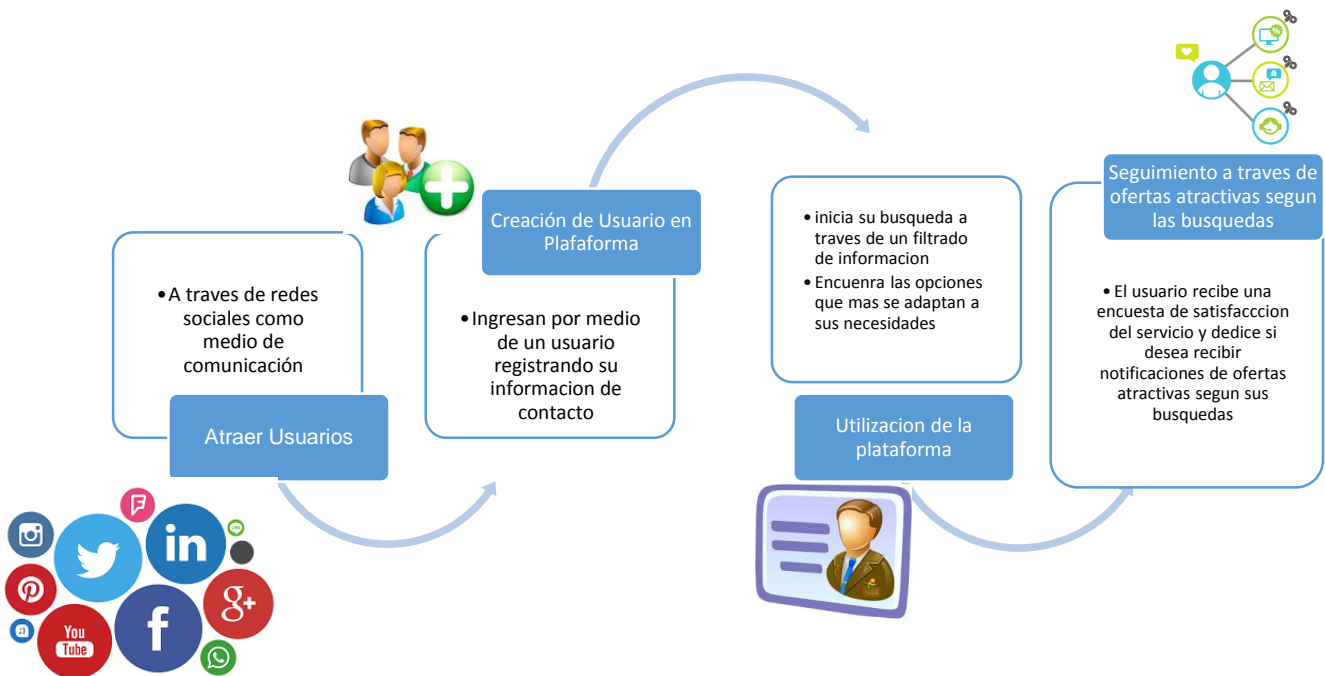 • A traves de redes
sociales como
medio de
comunicación
Atraer Usuarios
Creación de Usuario en
Plafaforma
• Ingresan por medio
de un usuario
registrando su
informacion de
contacto
• inicia su busqueda a
traves de un filtrado
de informacion
• Encuenra las opciones
que mas se adaptan a
sus necesidades
Utilizacion de la
plataforma
Seguimiento a traves de
ofertas atractivas segun
las busquedas
• El usuario recibe una
encuesta de satisfacccion
del servicio y dedice si
desea recibir
notificaciones de ofertas
atractivas segun sus
busquedas
in
f
g+
You
Tube